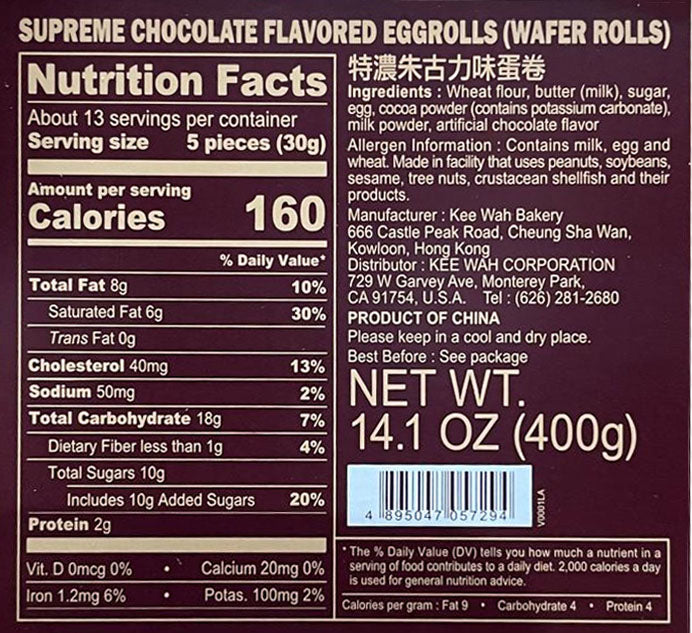 SUPREME CHOCOLATE FLAVORED EGGROLLS (WAFER ROLLS)
Nutrition Facts
About 13 servings per container
Serving size 5 pieces (30g)
Amount per serving
Calories 160
% Daily Value*
Total Fat 8g 10%
Saturated Fat 6g 30%
Trans Fat 0g
Cholesterol 40mg 13%
Sodium 50mg 2%
Total Carbohydrate 18g 7%
Dietary Fiber less than 1g 4%
Total Sugars 10g
Includes 10g Added Sugars 20%
Protein 2g
Vit. D 0mcg 0% • Calcium 20mg 0%
Iron 1.2mg 6% • Potas. 100mg 2%
特濃朱古力味蛋卷
Ingredients : Wheat flour, butter (milk), sugar,
egg, cocoa powder (contains potassium carbonate),
milk powder, artificial chocolate flavor
Allergen Information : Contains milk, egg and
wheat. Made in facility that uses peanuts, soybeans,
sesame, tree nuts, crustacean shellfish and their
products.
Manufacturer : Kee Wah Bakery
666 Castle Peak Road, Cheung Sha Wan,
Kowloon, Hong Kong
Distributor : KEE WAH CORPORATION
729 W Garvey Ave, Monterey Park,
CA 91754, U.S.A. Tel : (626) 281-2680
PRODUCT OF CHINA
Please keep in a cool and dry place.
Best Before : See package
NET WT.
14.1 OZ (400g)
4 895047 057294
V0001LA
* The % Daily Value (DV) tells you how much a nutrient in a
serving of food contributes to a daily diet. 2,000 calories a day
is used for general nutrition advice.
Calories per gram : Fat 9 • Carbohydrate 4 • Protein 4